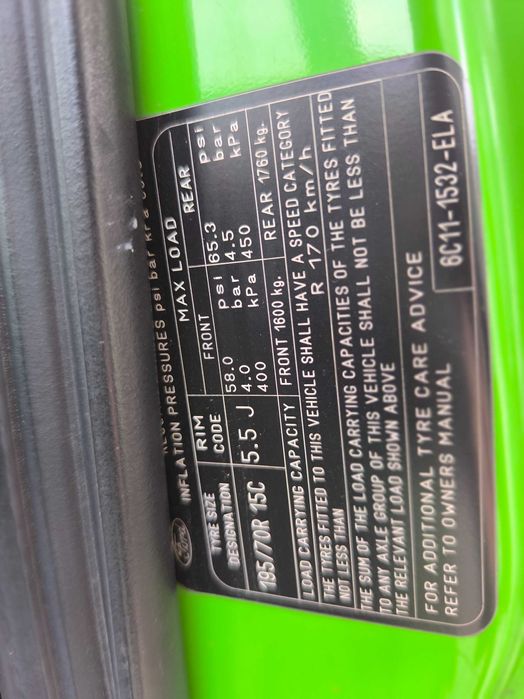 Ford
INFLATION PRESSURES psi bar kPa
MAX LOAD
TYRE SIZE DESIGNATION
RIM CODE
FRONT
REAR
195/70R 15C
5.5 J
58.0 psi
4.0 bar
400 kPa
65.3 psi
4.5 bar
450 kPa
LOAD CARRYING CAPACITY FRONT 1600 kg. REAR 1760 kg.
THE TYRES FITTED TO THIS VEHICLE SHALL HAVE A SPEED CATEGORY
NOT LESS THAN R 170 km/h
THE SUM OF THE LOAD CARRYING CAPACITIES OF THE TYRES FITTED
TO ANY AXLE GROUP OF THIS VEHICLE SHALL NOT BE LESS THAN
THE RELEVANT LOAD SHOWN ABOVE
FOR ADDITIONAL TYRE CARE ADVICE
REFER TO OWNERS MANUAL
6C11-1532-ELA